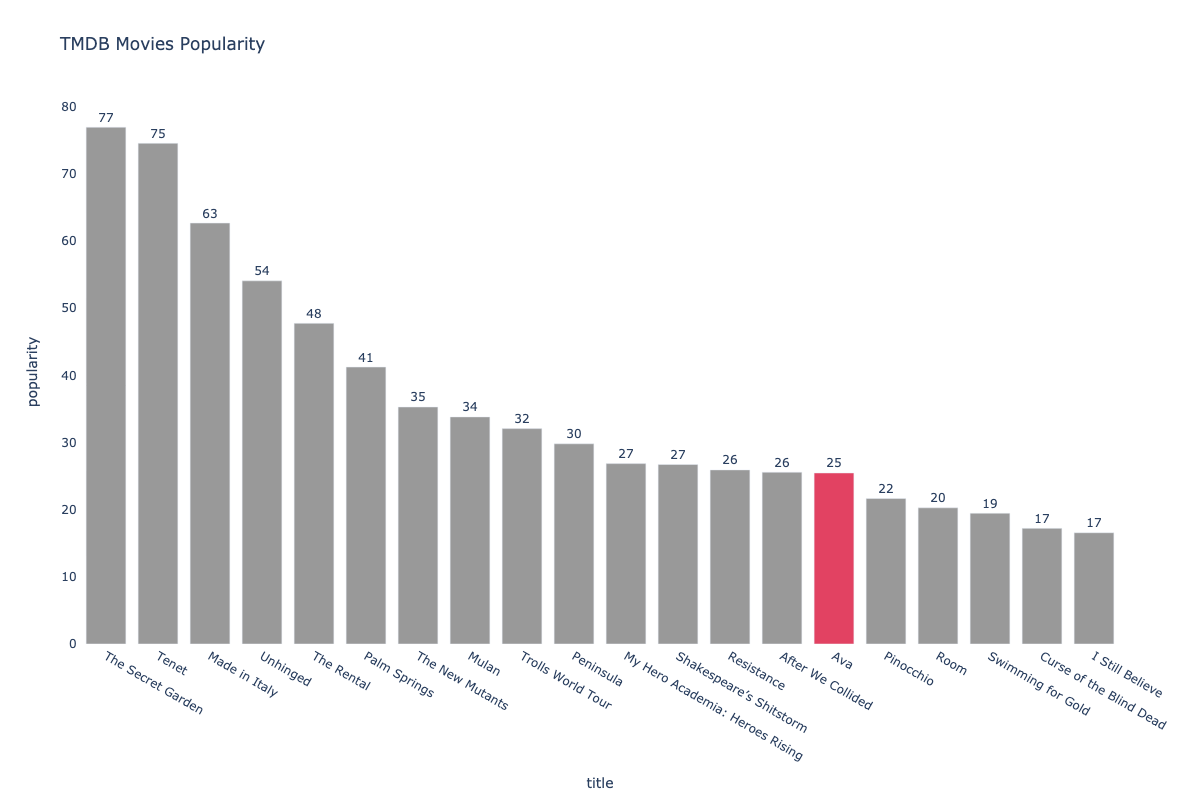 TMDB Movies Popularity
popularity
80
70
60
50
40
30
20
10
0
77
75
63
54
48
41
35
34
32
30
27
27
26
26
25
22
20
19
17
17
The Secret Garden
Tenet
Made in Italy
Unhinged
The Rental
Palm Springs
The New Mutants
Mulan
Trolls World Tour
Peninsula
My Hero Academia: Heroes Rising
Shakespeare's Shitstorm
Resistance
After We Collided
Ava
Pinocchio
Room
Swimming for Gold
Curse of the Blind Dead
I Still Believe
title